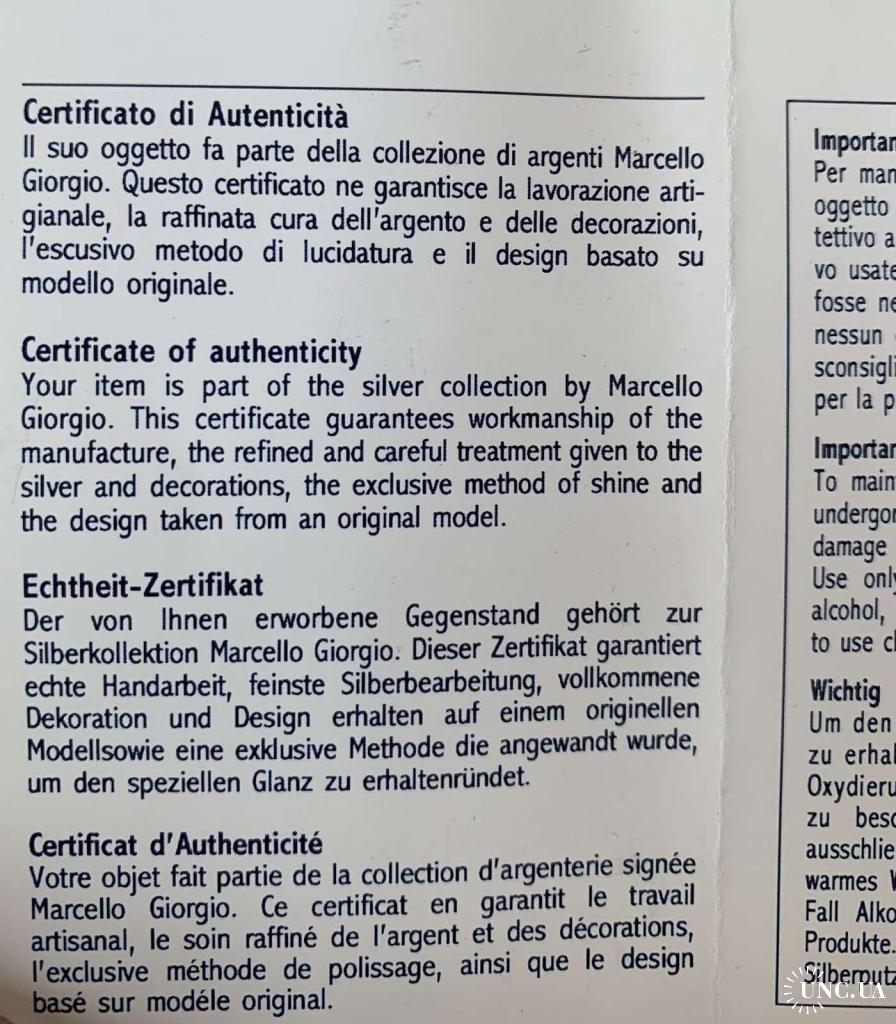 Certificato di Autenticità
Il suo oggetto fa parte della collezione di argenti Marcello
Giorgio. Questo certificato ne garantisce la lavorazione arti-
gianale, la raffinata cura dell'argento e delle decorazioni,
l'escusivo metodo di lucidatura e il design basato su
modello originale.
Certificate of authenticity
Your item is part of the silver collection by Marcello
Giorgio. This certificate guarantees workmanship of the
manufacture, the refined and careful treatment given to the
silver and decorations, the exclusive method of shine and
the design taken from an original model.
Echtheit-Zertifikat
Der von Ihnen erworbene Gegenstand gehört zur
Silberkollektion Marcello Giorgio. Dieser Zertifikat garantiert
echte Handarbeit, feinste Silberbearbeitung, vollkommene
Dekoration und Design erhalten auf einem originellen
Modellsowie eine exklusive Methode die angewandt wurde,
um den speziellen Glanz zu erhaltenründet.
Certificat d'Authenticité
Votre objet fait partie de la collection d'argenterie signée
Marcello Giorgio. Ce certificat en garantit le travail
artisanal, le soin raffiné de l'argent et des décorations,
l'exclusive méthode de polissage, ainsi que le design
basé sur modéle original.
Importan
Per man
oggetto
tettivo a
vo usate
fosse ne
nessun
sconsigli
per la p
Importan
To main
undergon
damage
Use only
alcohol,
to use cl
Wichtig
Um den
zu erhal
Oxydieru
zu besc
ausschlie
warmes W
Fall Alko
Produkte.
Silberputz
UNC.UA